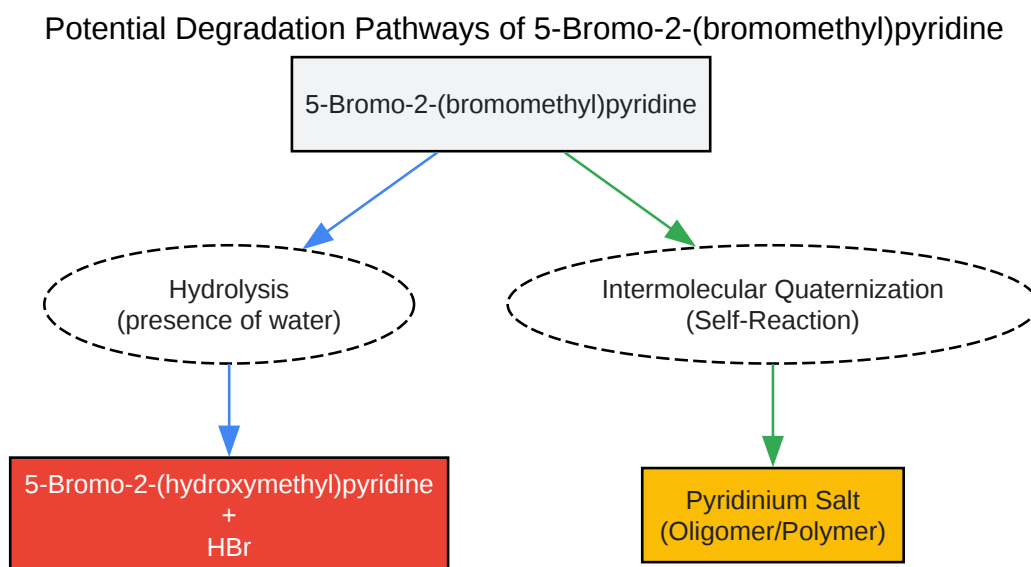 Potential Degradation Pathways of 5-Bromo-2-(bromomethyl)pyridine
5-Bromo-2-(bromomethyl)pyridine
Hydrolysis
(presence of water)
Intermolecular Quaternization
(Self-Reaction)
5-Bromo-2-(hydroxymethyl)pyridine
+
HBr
Pyridinium Salt
(Oligomer/Polymer)